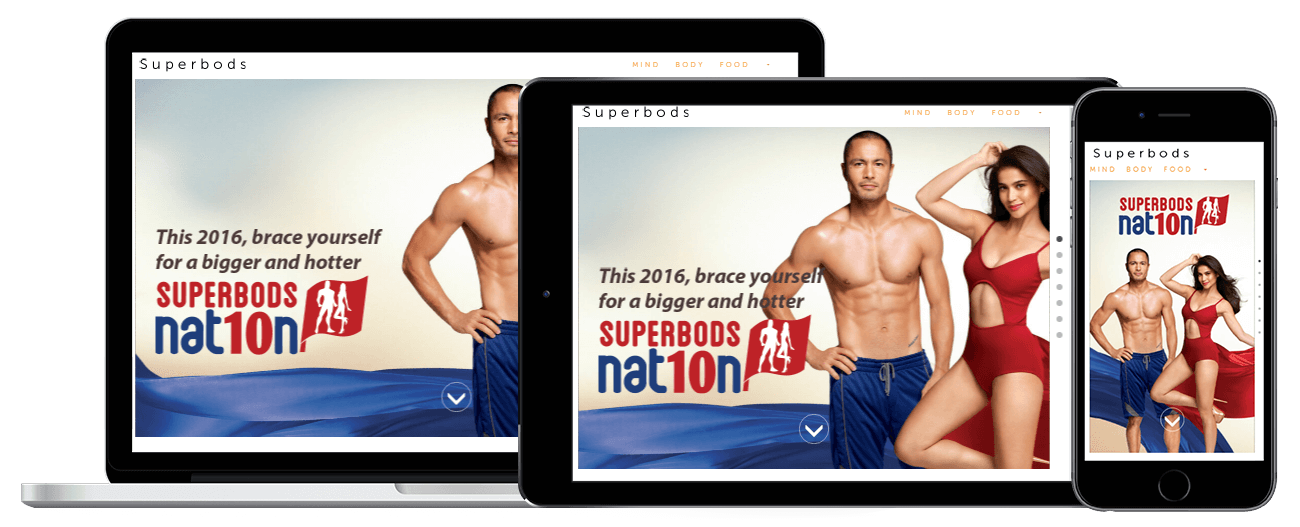 Superbods
MIND BODY FOOD
This 2016, brace yourself
for a bigger and hotter
SUPERBODS
nat10n
Superbods
MIND BODY FOOD
This 2016, brace yourself
for a bigger and hotter
SUPERBODS
nat10n
Superbods
MIND BODY FOOD
SUPERBODS
nat10n